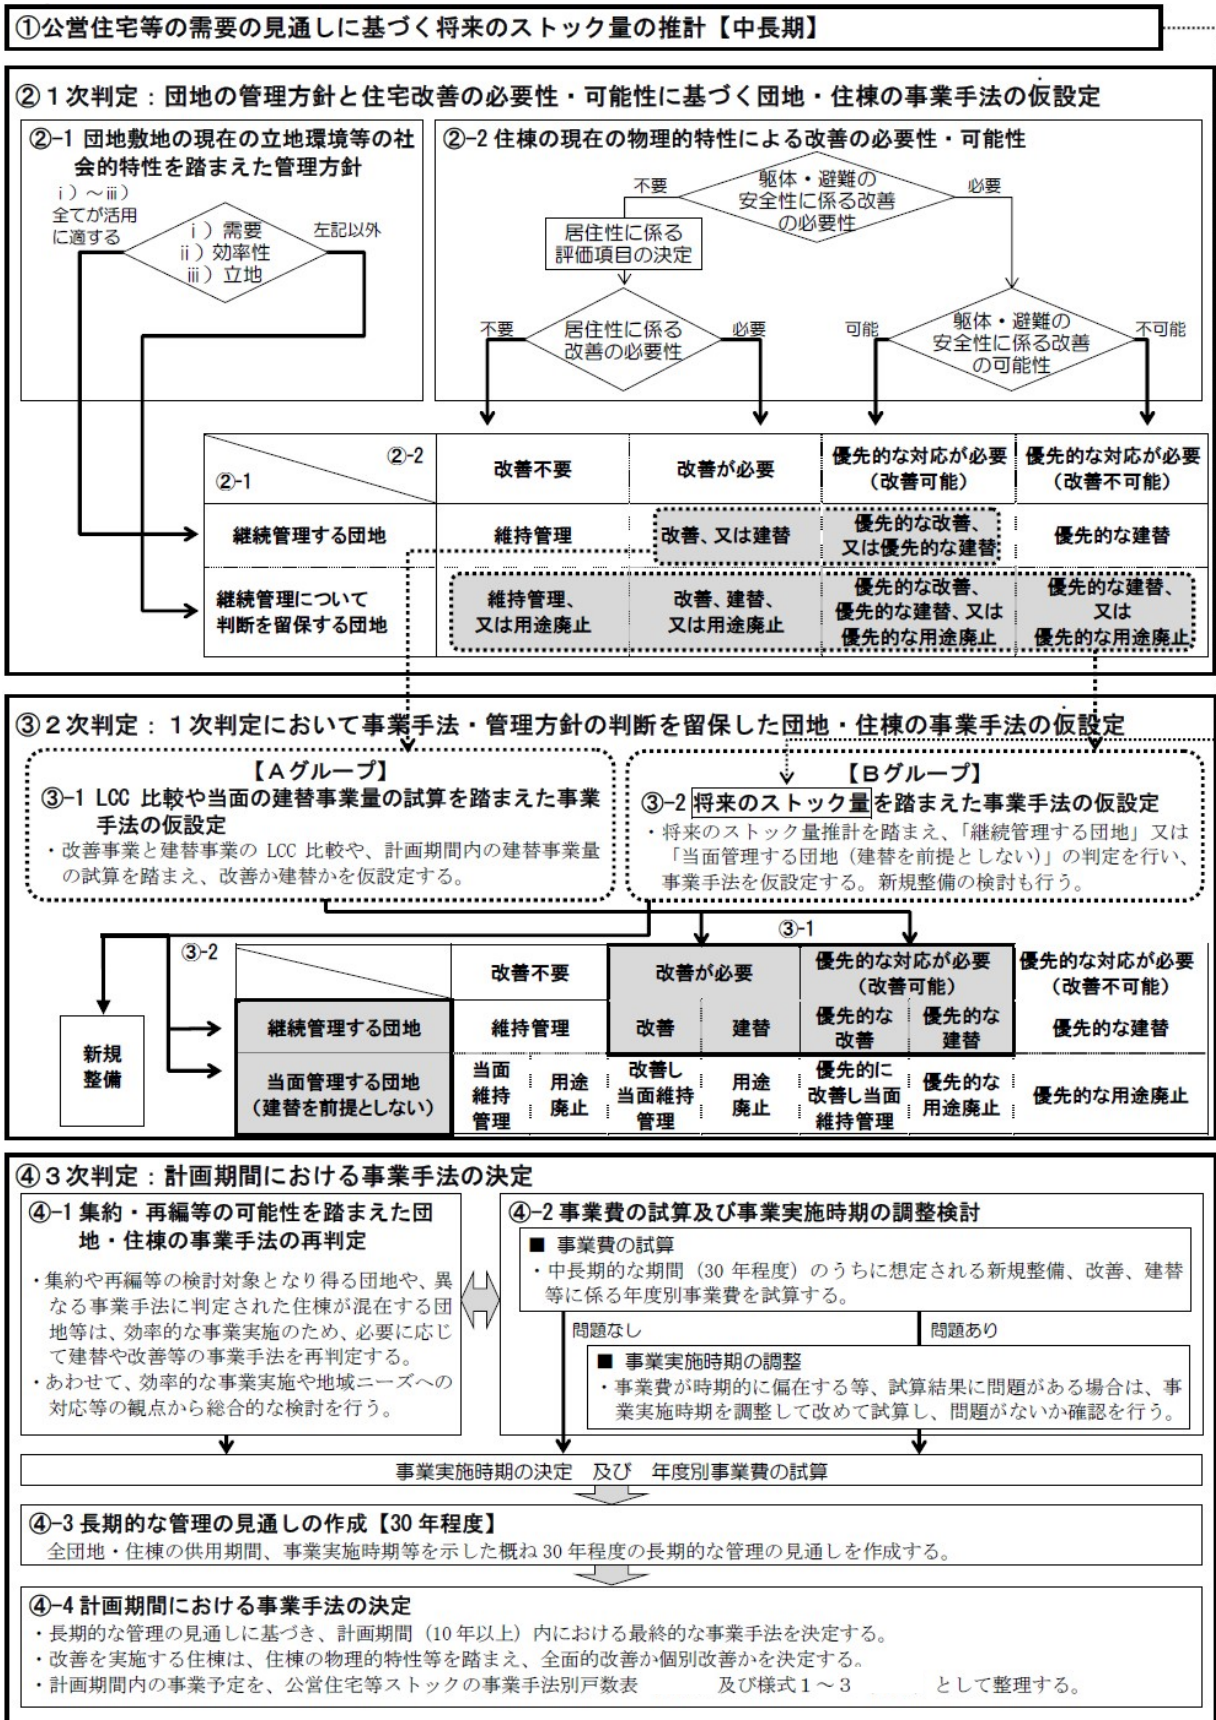 ①公営住宅等の需要の見通しに基づく将来のストック量の推計【中長期】
②1次判定：団地の管理方針と住宅改善の必要性・可能性に基づく団地・住棟の事業手法の仮設定
②-1 団地敷地の現在の立地環境等の社
会的特性を踏まえた管理方針
ⅰ）～ⅲ）
全てが活用
に適する
ⅰ）需要
ⅱ）効率性
ⅲ）立地
左記以外
②-2 住棟の現在の物理的特性による改善の必要性・可能性
不要
躯体・避難の
安全性に係る改善
の必要性
必要
居住性に係る
評価項目の決定
不要
居住性に係る
改善の必要性
必要
可能
躯体・避難の
安全性に係る改善
の可能性
不可能
②-2
②-1
改善不要
改善が必要
優先的な対応が必要
（改善可能）
優先的な対応が必要
（改善不可能）
継続管理する団地
維持管理
改善、又は建替
優先的な改善、
又は優先的な建替
優先的な建替
継続管理について
判断を留保する団地
維持管理、
又は用途廃止
改善、建替、
又は用途廃止
優先的な改善、
優先的な建替、又は
優先的な用途廃止
優先的な建替、
又は
優先的な用途廃止
③2次判定：１次判定において事業手法・管理方針の判断を留保した団地・住棟の事業手法の仮設定
【Ａグループ】
③-1 LCC 比較や当面の建替事業量の試算を踏まえた事業
手法の仮設定
・改善事業と建替事業の LCC 比較や、計画期間内の建替事業量
の試算を踏まえ、改善か建替かを仮設定する。
【Ｂグループ】
③-2 将来のストック量を踏まえた事業手法の仮設定
・将来のストック量推計を踏まえ、「継続管理する団地」又は
「当面管理する団地（建替を前提としない）」の判定を行い、
事業手法を仮設定する。新規整備の検討も行う。
③-1
③-2
改善不要
改善が必要
優先的な対応が必要
（改善可能）
優先的な対応が必要
（改善不可能）
新規
整備
継続管理する団地
維持管理
改善
建替
優先的な
改善
優先的な
建替
優先的な建替
当面管理する団地
（建替を前提としない）
当面
維持
管理
用途
廃止
改善し
当面維持
管理
用途
廃止
優先的に
改善し当面
維持管理
優先的な
用途廃止
優先的な用途廃止
④3次判定：計画期間における事業手法の決定
④-1 集約・再編等の可能性を踏まえた団
地・住棟の事業手法の再判定
・集約や再編等の検討対象となり得る団地や、異
なる事業手法に判定された住棟が混在する団
地等は、効率的な事業実施のため、必要に応じ
て建替や改善等の事業手法を再判定する。
・あわせて、効率的な事業実施や地域ニーズへの
対応等の観点から総合的な検討を行う。
④-2 事業費の試算及び事業実施時期の調整検討
■ 事業費の試算
・中長期的な期間（30 年程度）のうちに想定される新規整備、改善、建替
等に係る年度別事業費を試算する。
問題なし
問題あり
■ 事業実施時期の調整
・事業費が時期的に偏在する等、試算結果に問題がある場合は、事
業実施時期を調整して改めて試算し、問題がないか確認を行う。
事業実施時期の決定　及び　年度別事業費の試算
④-3 長期的な管理の見通しの作成【30 年程度】
全団地・住棟の供用期間、事業実施時期等を示した概ね 30 年程度の長期的な管理の見通しを作成する。
④-4 計画期間における事業手法の決定
・長期的な管理の見通しに基づき、計画期間（10 年以上）内における最終的な事業手法を決定する。
・改善を実施する住棟は、住棟の物理的特性等を踏まえ、全面的改善か個別改善かを決定する。
・計画期間内の事業予定を、公営住宅等ストックの事業手法別戸数表　　及び様式１～３　　として整理する。